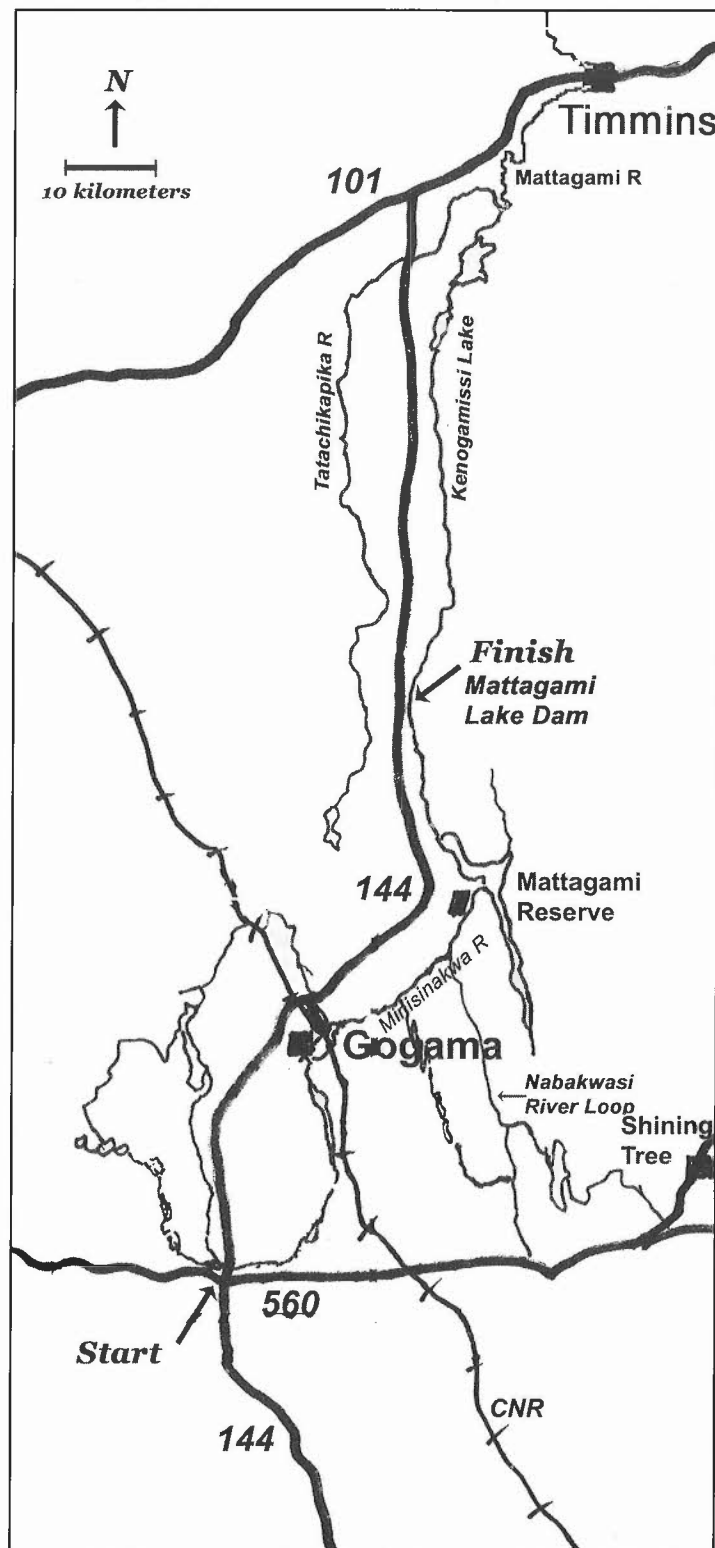 N
10 kilometers
Timmins
101
Mattagami R
Tatachikapika R
Kenogamissi Lake
Finish
Mattagami
Lake Dam
144
Mattagami
Reserve
Minisinakwa R
Gogama
Nabakwasi
River Loop
Shining
Tree
560
Start
CNR
144